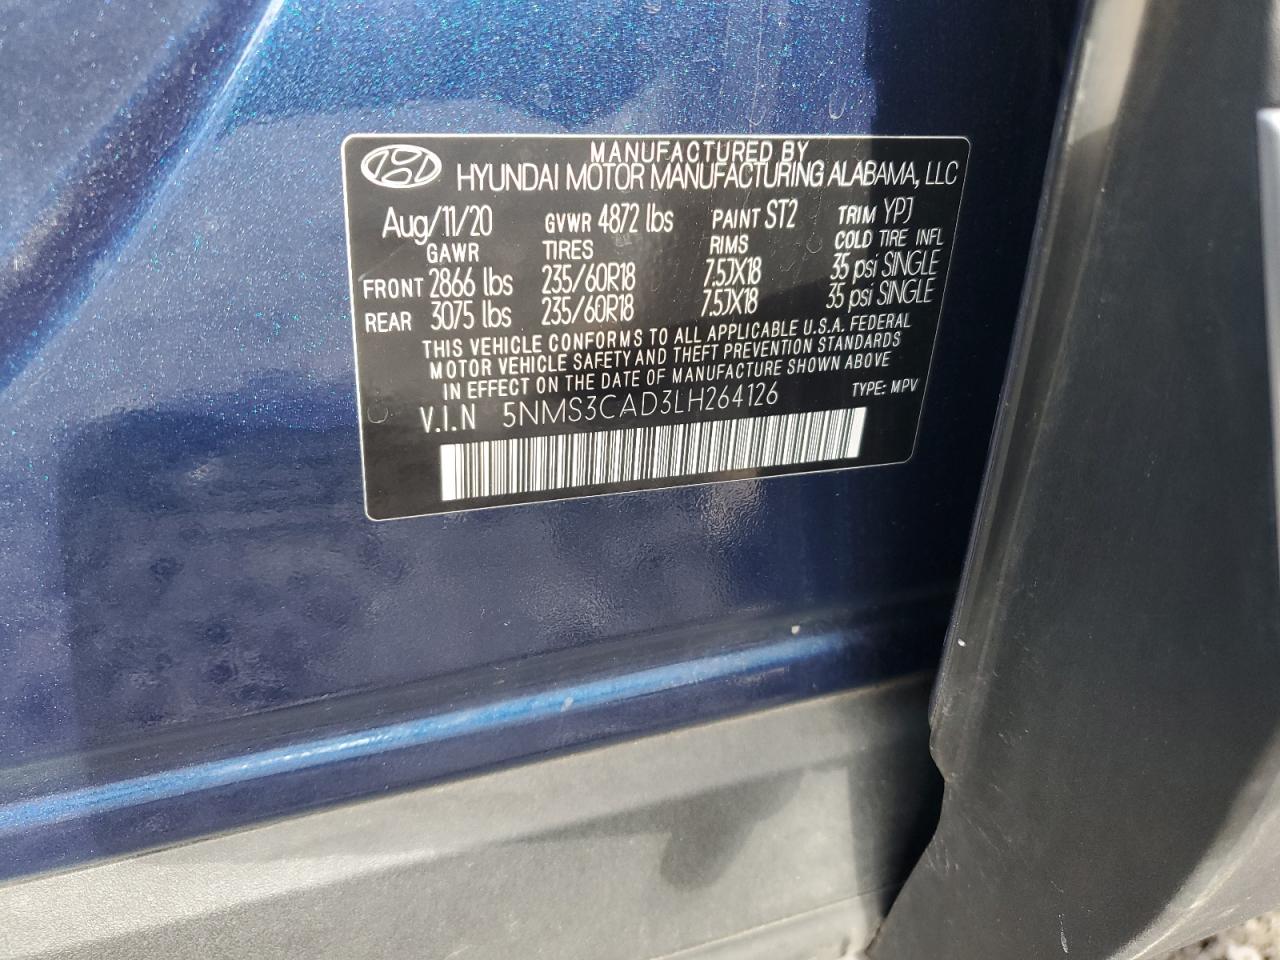 MANUFACTURED BY
HYUNDAI MOTOR MANUFACTURING ALABAMA, LLC
Aug/11/20 GVWR 4872 lbs PAINT ST2 TRIM YPJ
GAWR TIRES RIMS COLD TIRE INFL
FRONT 2866 lbs 235/60R18 7.5JX18 35 psi SINGLE
REAR 3075 lbs 235/60R18 7.5JX18 35 psi SINGLE
THIS VEHICLE CONFORMS TO ALL APPLICABLE U.S.A. FEDERAL
MOTOR VEHICLE SAFETY AND THEFT PREVENTION STANDARDS
IN EFFECT ON THE DATE OF MANUFACTURE SHOWN ABOVE
V.I.N 5NMS3CAD3LH264126 TYPE: MPV